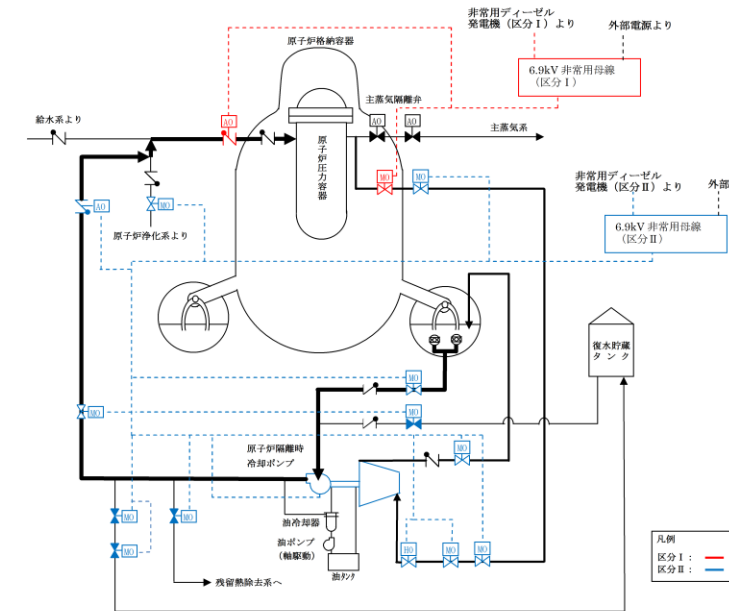 非常用ディーゼル
発電機（区分Ⅰ）より
外部電源より
原子炉格納容器
6.9kV 非常用母線
（区分Ⅰ）
主蒸気隔離弁
給水系より
AO
AO
AO
主蒸気系
原子炉圧力容器
MO
MO
非常用ディーゼル
発電機（区分Ⅱ）より
外部
AO
MO
6.9kV 非常用母線
（区分Ⅱ）
原子炉浄化系より
復水貯蔵
タンク
MO
MO
MO
原子炉隔離時
冷却ポンプ
MO
MO
MO
油冷却器
油ポンプ
（軸駆動）
油タンク
MO
HO
MO
MO
残留熱除去系へ
凡例
区分Ⅰ：
区分Ⅱ：